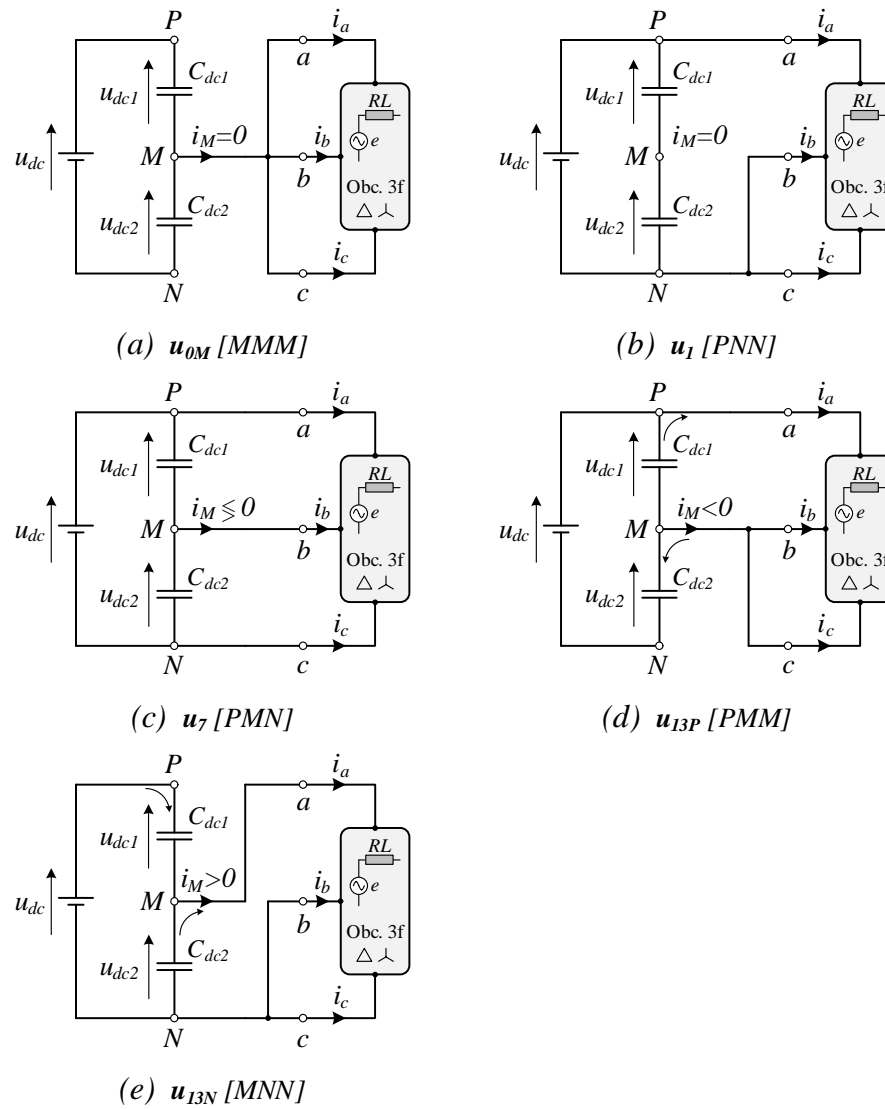 P
i_a
a
C_dc1
u_dc1
RL
i_M=0
i_b
M
e
u_dc
b
Obc. 3f
C_dc2
u_dc2
i_c
N
c
(a) u_0M [MMM]
P
i_a
a
C_dc1
u_dc1
RL
i_M=0
i_b
M
e
u_dc
b
Obc. 3f
C_dc2
u_dc2
i_c
N
c
(b) u_1 [PNN]
P
i_a
a
C_dc1
u_dc1
RL
i_M≶0
i_b
M
e
u_dc
b
Obc. 3f
C_dc2
u_dc2
i_c
N
c
(c) u_7 [PMN]
P
i_a
a
C_dc1
u_dc1
RL
i_M<0
i_b
M
e
u_dc
b
Obc. 3f
C_dc2
u_dc2
i_c
N
c
(d) u_13P [PMM]
P
i_a
a
C_dc1
u_dc1
RL
i_M>0
i_b
M
e
u_dc
b
Obc. 3f
C_dc2
u_dc2
i_c
N
c
(e) u_13N [MNN]